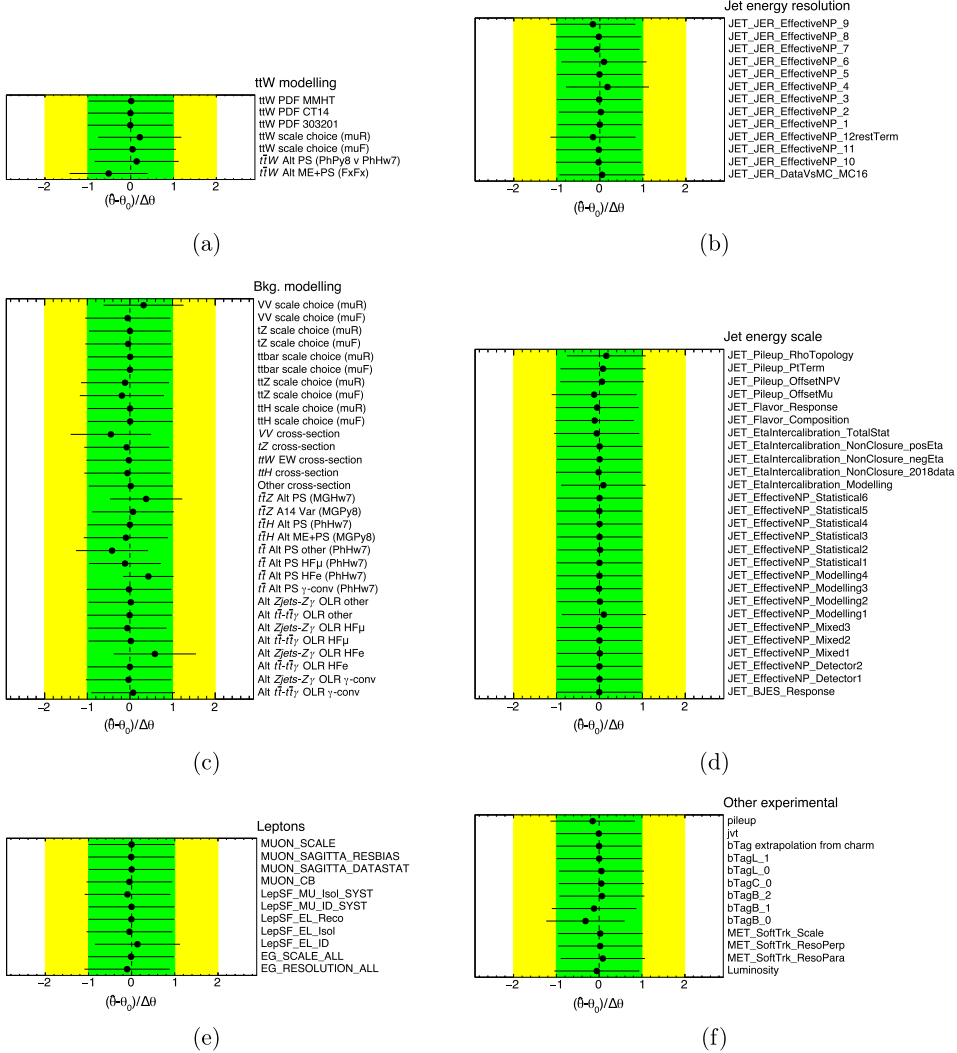 ttW modelling
ttW PDF MMHT
ttW PDF CT14
ttW PDF 303201
ttW scale choice (muR)
ttW scale choice (muF)
tt̄W Alt PS (PhPy8 v PhHw7)
tt̄W Alt ME+PS (FxFx)
−2 −1 0 1 2
(θ̂-θ₀)/Δθ
(a)
Jet energy resolution
JET_JER_EffectiveNP_9
JET_JER_EffectiveNP_8
JET_JER_EffectiveNP_7
JET_JER_EffectiveNP_6
JET_JER_EffectiveNP_5
JET_JER_EffectiveNP_4
JET_JER_EffectiveNP_3
JET_JER_EffectiveNP_2
JET_JER_EffectiveNP_1
JET_JER_EffectiveNP_12restTerm
JET_JER_EffectiveNP_11
JET_JER_EffectiveNP_10
JET_JER_DataVsMC_MC16
−2 −1 0 1 2
(θ̂-θ₀)/Δθ
(b)
Bkg. modelling
VV scale choice (muR)
VV scale choice (muF)
tZ scale choice (muR)
tZ scale choice (muF)
ttbar scale choice (muR)
ttbar scale choice (muF)
ttZ scale choice (muR)
ttZ scale choice (muF)
ttH scale choice (muR)
ttH scale choice (muF)
VV cross-section
tZ cross-section
ttW EW cross-section
ttH cross-section
Other cross-section
tt̄Z Alt PS (MGHw7)
tt̄Z A14 Var (MGPy8)
tt̄H Alt PS (PhHw7)
tt̄H Alt ME+PS (MGPy8)
tt̄ Alt PS other (PhHw7)
tt̄ Alt PS HFμ (PhHw7)
tt̄ Alt PS HFe (PhHw7)
tt̄ Alt PS γ-conv (PhHw7)
Alt Zjets-Zγ OLR other
Alt tt̄-tt̄γ OLR other
Alt Zjets-Zγ OLR HFμ
Alt tt̄-tt̄γ OLR HFμ
Alt Zjets-Zγ OLR HFe
Alt tt̄-tt̄γ OLR HFe
Alt Zjets-Zγ OLR γ-conv
Alt tt̄-tt̄γ OLR γ-conv
−2 −1 0 1 2
(θ̂-θ₀)/Δθ
(c)
Jet energy scale
JET_Pileup_RhoTopology
JET_Pileup_PtTerm
JET_Pileup_OffsetNPV
JET_Pileup_OffsetMu
JET_Flavor_Response
JET_Flavor_Composition
JET_EtaIntercalibration_TotalStat
JET_EtaIntercalibration_NonClosure_posEta
JET_EtaIntercalibration_NonClosure_negEta
JET_EtaIntercalibration_NonClosure_2018data
JET_EtaIntercalibration_Modelling
JET_EffectiveNP_Statistical6
JET_EffectiveNP_Statistical5
JET_EffectiveNP_Statistical4
JET_EffectiveNP_Statistical3
JET_EffectiveNP_Statistical2
JET_EffectiveNP_Statistical1
JET_EffectiveNP_Modelling4
JET_EffectiveNP_Modelling3
JET_EffectiveNP_Modelling2
JET_EffectiveNP_Modelling1
JET_EffectiveNP_Mixed3
JET_EffectiveNP_Mixed2
JET_EffectiveNP_Mixed1
JET_EffectiveNP_Detector2
JET_EffectiveNP_Detector1
JET_BJES_Response
−2 −1 0 1 2
(θ̂-θ₀)/Δθ
(d)
Leptons
MUON_SCALE
MUON_SAGITTA_RESBIAS
MUON_SAGITTA_DATASTAT
MUON_CB
LepSF_MU_Isol_SYST
LepSF_MU_ID_SYST
LepSF_EL_Reco
LepSF_EL_Isol
LepSF_EL_ID
EG_SCALE_ALL
EG_RESOLUTION_ALL
−2 −1 0 1 2
(θ̂-θ₀)/Δθ
(e)
Other experimental
pileup
jvt
bTag extrapolation from charm
bTagL_1
bTagL_0
bTagC_0
bTagB_2
bTagB_1
bTagB_0
MET_SoftTrk_Scale
MET_SoftTrk_ResoPerp
MET_SoftTrk_ResoPara
Luminosity
−2 −1 0 1 2
(θ̂-θ₀)/Δθ
(f)